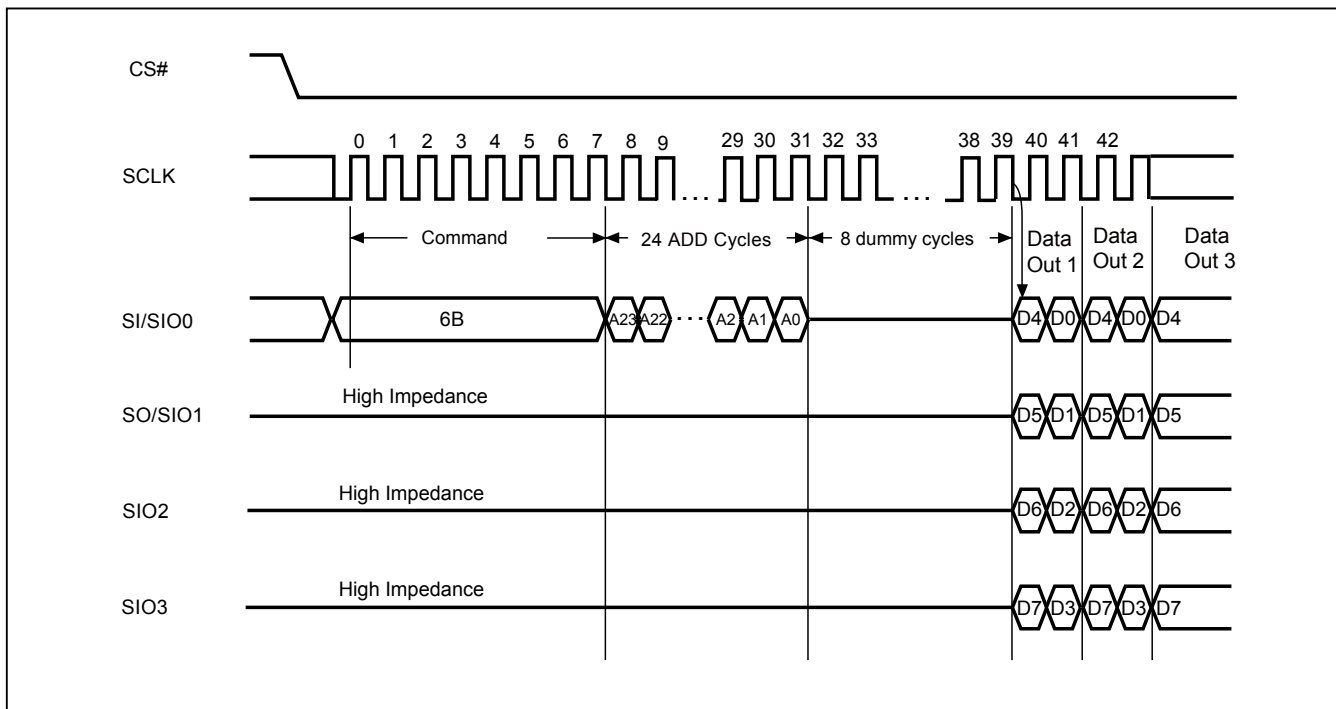 CS#
0 1 2 3 4 5 6 7 8 9 29 30 31 32 33 38 39 40 41 42
SCLK
Command
24 ADD Cycles
8 dummy cycles
Data
Out 1
Data
Out 2
Data
Out 3
SI/SIO0
6B
A23 A22 A2 A1 A0
D4 D0 D4 D0 D4
High Impedance
SO/SIO1
D5 D1 D5 D1 D5
High Impedance
SIO2
D6 D2 D6 D2 D6
High Impedance
SIO3
D7 D3 D7 D3 D7